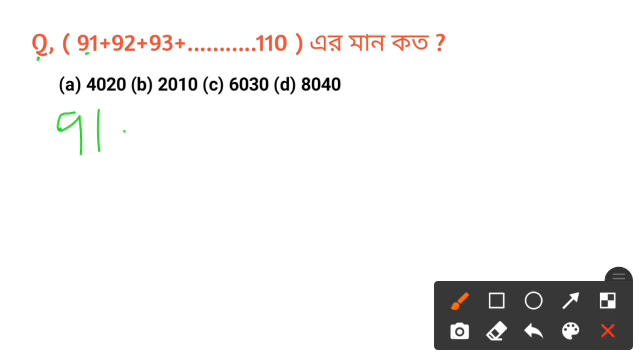 Q, ( 91+92+93+...........110 ) এর মান কত ?
(a) 4020 (b) 2010 (c) 6030 (d) 8040
91